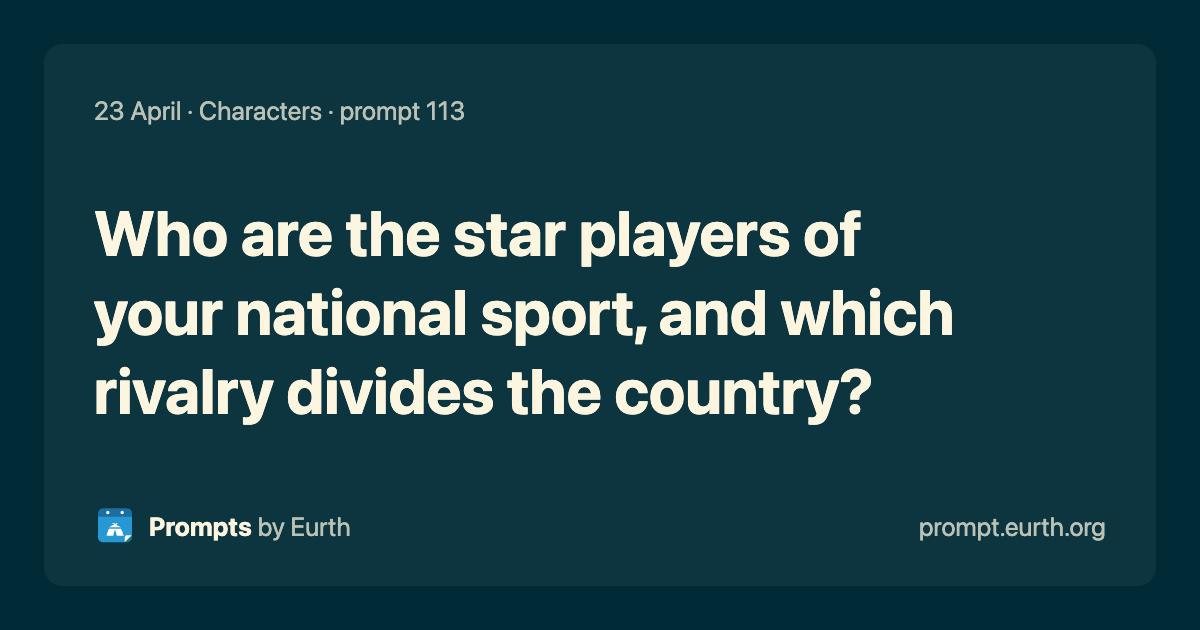 23 April · Characters · prompt 113
Who are the star players of
your national sport, and which
rivalry divides the country?
Prompts by Eurth
prompt.eurth.org